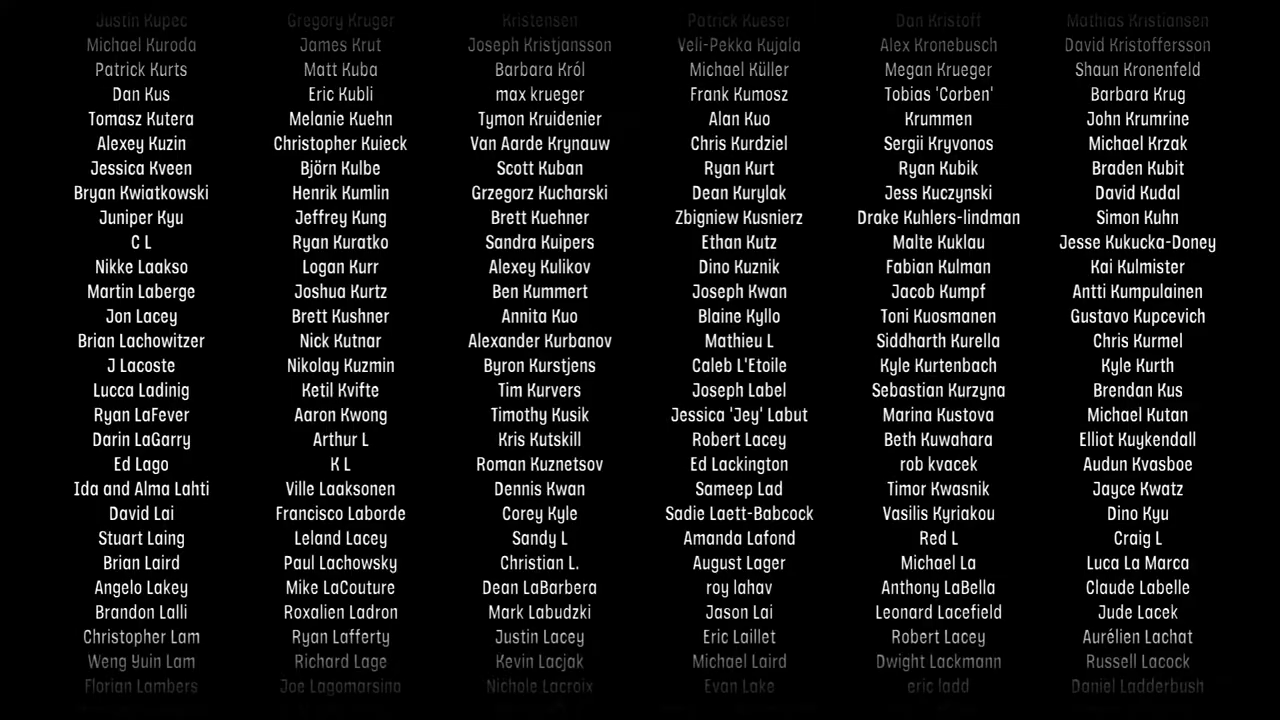 Justin Kupec Gregory Kruger Kristensen Patrick Kueser Dan Kristoff Mathias Kristiansen
Michael Kuroda James Krut Joseph Kristjansson Veli-Pekka Kujala Alex Kronebusch David Kristoffersson
Patrick Kurts Matt Kuba Barbara Król Michael Küller Megan Krueger Shaun Kronenfeld
Dan Kus Eric Kubli max krueger Frank Kumosz Tobias 'Corben' Barbara Krug
Tomasz Kutera Melanie Kuehn Tymon Kruidenier Alan Kuo Krummen John Krumrine
Alexey Kuzin Christopher Kuieck Van Aarde Krynauw Chris Kurdziel Sergii Kryvonos Michael Krzak
Jessica Kveen Björn Kulbe Scott Kuban Ryan Kurt Ryan Kubik Braden Kubit
Bryan Kwiatkowski Henrik Kumlin Grzegorz Kucharski Dean Kurylak Jess Kuczynski David Kudal
Juniper Kyu Jeffrey Kung Brett Kuehner Zbigniew Kusnierz Drake Kuhlers-lindman Simon Kuhn
C L Ryan Kuratko Sandra Kuipers Ethan Kutz Malte Kuklau Jesse Kukucka-Doney
Nikke Laakso Logan Kurr Alexey Kulikov Dino Kuznik Fabian Kulman Kai Kulmister
Martin Laberge Joshua Kurtz Ben Kummert Joseph Kwan Jacob Kumpf Antti Kumpulainen
Jon Lacey Brett Kushner Annita Kuo Blaine Kyllo Toni Kuosmanen Gustavo Kupcevich
Brian Lachowitzer Nick Kutnar Alexander Kurbanov Mathieu L Siddharth Kurella Chris Kurmel
J Lacoste Nikolay Kuzmin Byron Kurstjens Caleb L'Etoile Kyle Kurtenbach Kyle Kurth
Lucca Ladinig Ketil Kvifte Tim Kurvers Joseph Label Sebastian Kurzyna Brendan Kus
Ryan LaFever Aaron Kwong Timothy Kusik Jessica 'Jey' Labut Marina Kustova Michael Kutan
Darin LaGarry Arthur L Kris Kutskill Robert Lacey Beth Kuwahara Elliot Kuykendall
Ed Lago K L Roman Kuznetsov Ed Lackington rob kvacek Audun Kvasboe
Ida and Alma Lahti Ville Laaksonen Dennis Kwan Sameep Lad Timor Kwasnik Jayce Kwatz
David Lai Francisco Laborde Corey Kyle Sadie Laett-Babcock Vasilis Kyriakou Dino Kyu
Stuart Laing Leland Lacey Sandy L Amanda Lafond Red L Craig L
Brian Laird Paul Lachowsky Christian L. August Lager Michael La Luca La Marca
Angelo Lakey Mike LaCouture Dean LaBarbera roy lahav Anthony LaBella Claude Labelle
Brandon Lalli Roxalien Ladron Mark Labudzki Jason Lai Leonard Lacefield Jude Lacek
Christopher Lam Ryan Lafferty Justin Lacey Eric Laillet Robert Lacey Aurélien Lachat
Weng Yuin Lam Richard Lage Kevin Lacjak Michael Laird Dwight Lackmann Russell Lacock
Florian Lambers Joe Lagomarsino Nichole Lacroix Evan Lake eric ladd Daniel Ladderbush